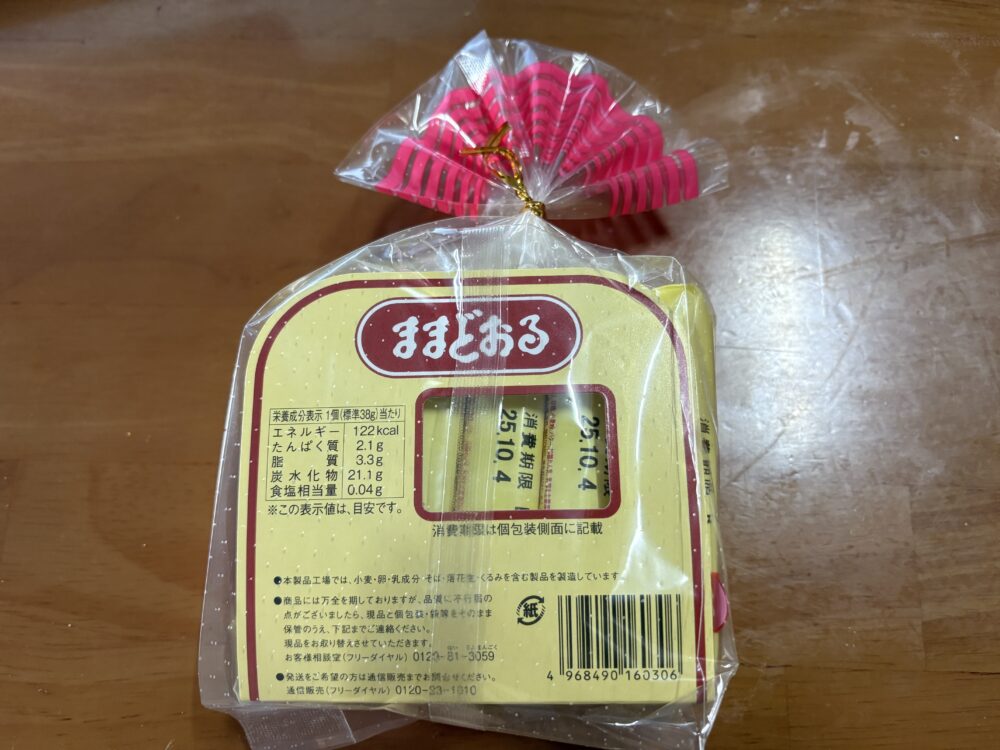 ままどおる
栄養成分表示 1個(標準38g)当たり
エネルギー 122kcal
たんぱく質 2.1g
脂質 3.3g
炭水化物 21.1g
食塩相当量 0.04g
※この表示値は、目安です。
消費期限
25.10.4
25.10.4
消費期限は個包装側面に記載
●本製品工場では、小麦・卵・乳成分・そば・落花生・くるみを含む製品を製造しています。
●商品には万全を期しておりますが、品質に不行届の
点がございましたら、現品と個包装・袋等をそのまま
保管のうえ、下記までご連絡ください。
現品をお取り替えさせていただきます。
お客様相談室(フリーダイヤル) 0120-81-3059
●発送をご希望の方は通信販売までお問合せください。
通信販売(フリーダイヤル)
紙
4 968490 160306